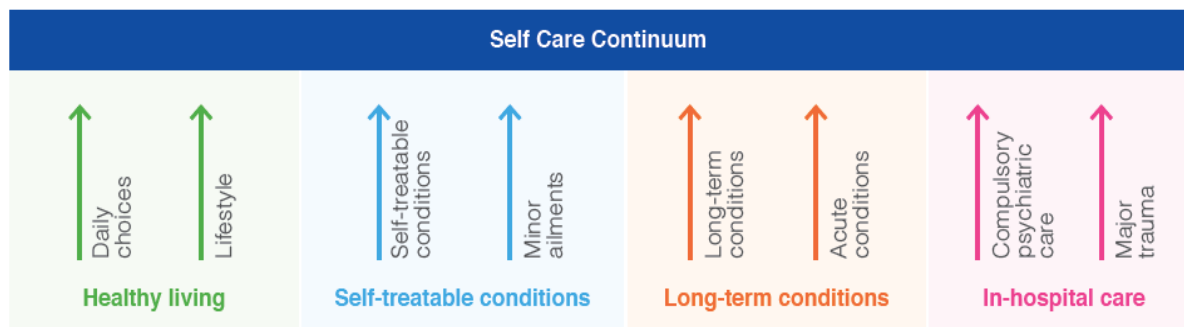 Self Care Continuum
Daily
choices
Lifestyle
Self-treatable
conditions
Minor
ailments
Long-term
conditions
Acute
conditions
Compulsory
psychiatric
care
Major
trauma
Healthy living
Self-treatable conditions
Long-term conditions
In-hospital care